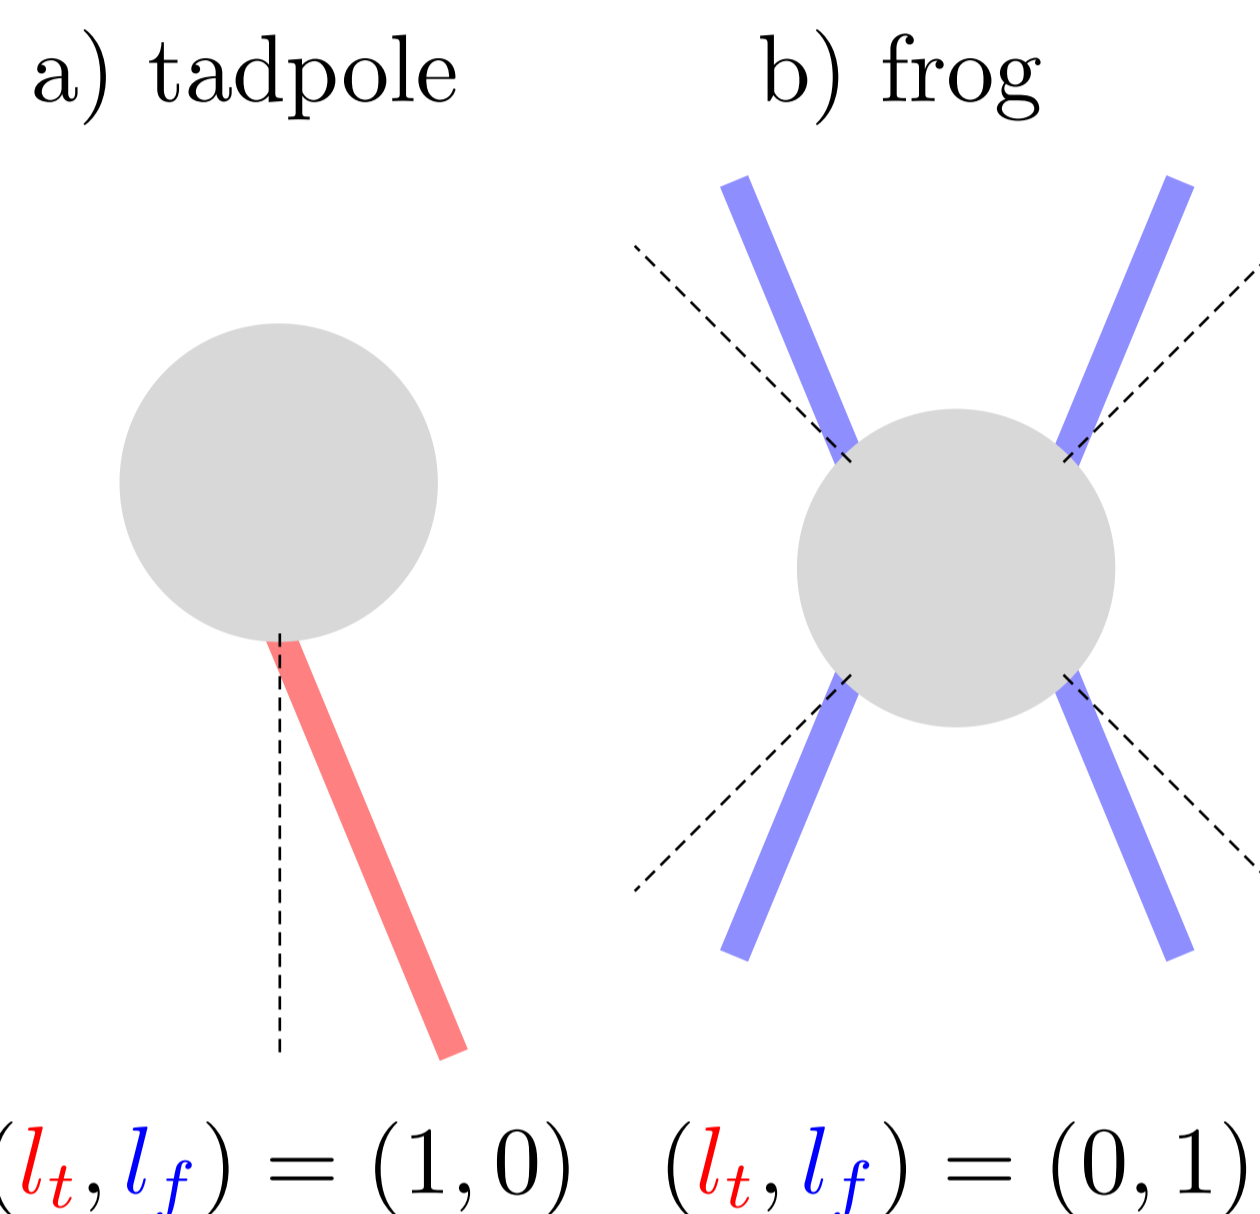 a) tadpole b) frog
(l_t, l_f) = (1, 0) (l_t, l_f) = (0, 1)